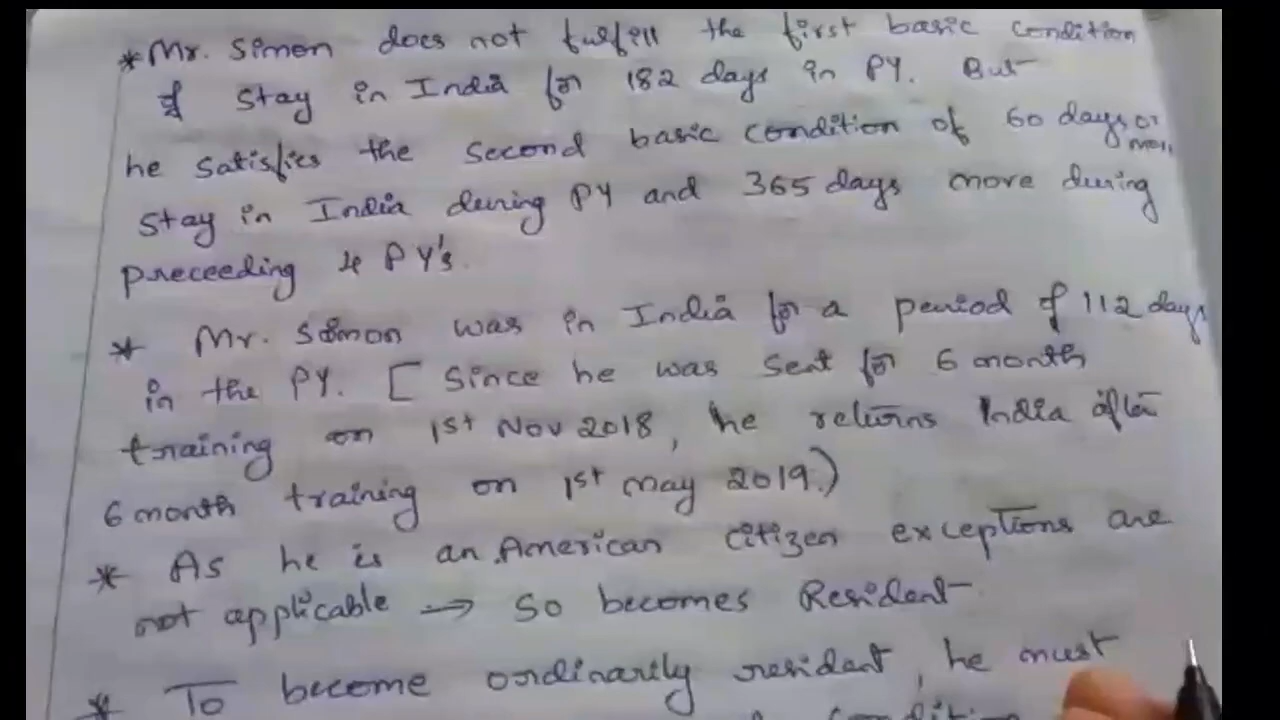 * Mr. Simon does not fulfill the first basic condition
of stay in India for 182 days in PY. But
he satisfies the second basic condition of 60 days or more
stay in India during PY and 365 days more during
preceeding 4 PY's.
* Mr. Simon was in India for a period of 112 days
in the PY. [ Since he was sent for 6 month
training on 1st Nov 2018, he returns India after
6 month training on 1st may 2019.)
* As he is an American citizen exceptions are
not applicable → So becomes Resident
* To become ordinarily resident, he must
condition